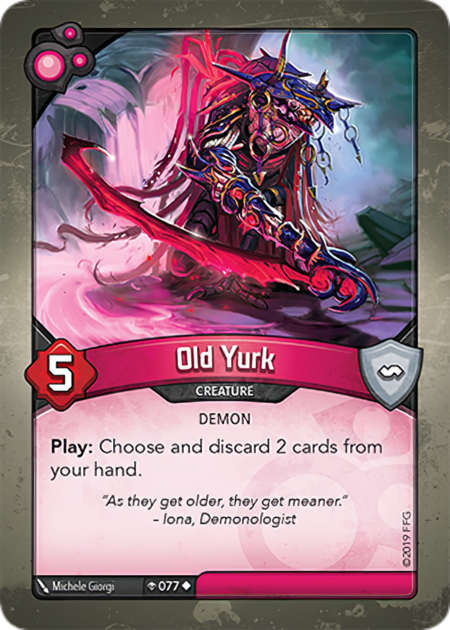 Old Yurk
5
CREATURE
DEMON
Play: Choose and discard 2 cards from
your hand.
“As they get older, they get meaner.”
– Iona, Demonologist
©2019 FFG
Michele Giorgi
077